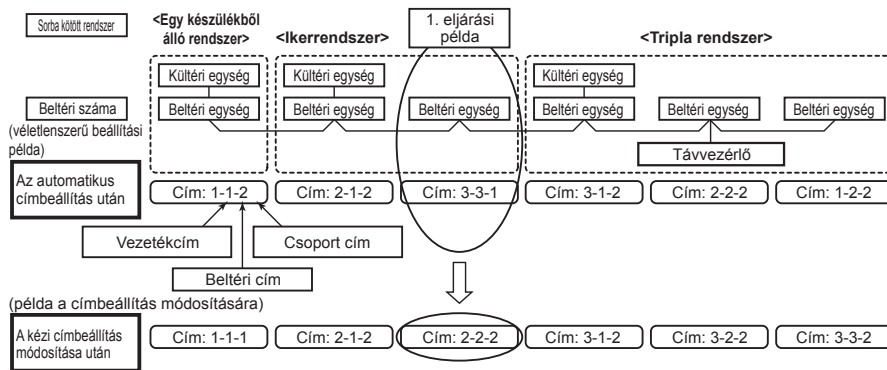 Sorba kötött rendszer
<Egy készülékből
álló rendszer>
<Ikerrendszer>
1. eljárási
példa
<Tripla rendszer>
Kültéri egység
Kültéri egység
Kültéri egység
Beltéri száma
Beltéri egység
Beltéri egység
Beltéri egység
Beltéri egység
Beltéri egység
Beltéri egység
(véletlenszerű beállítási
példa)
Távvezérlő
Az automatikus
címbeállítás után
Cím: 1-1-2
Cím: 2-1-2
Cím: 3-3-1
Cím: 3-1-2
Cím: 2-2-2
Cím: 1-2-2
Vezetékcím
Csoport cím
Beltéri cím
(példa a címbeállítás módosítására)
A kézi címbeállítás
módosítása után
Cím: 1-1-1
Cím: 2-1-2
Cím: 2-2-2
Cím: 3-1-2
Cím: 3-2-2
Cím: 3-3-2